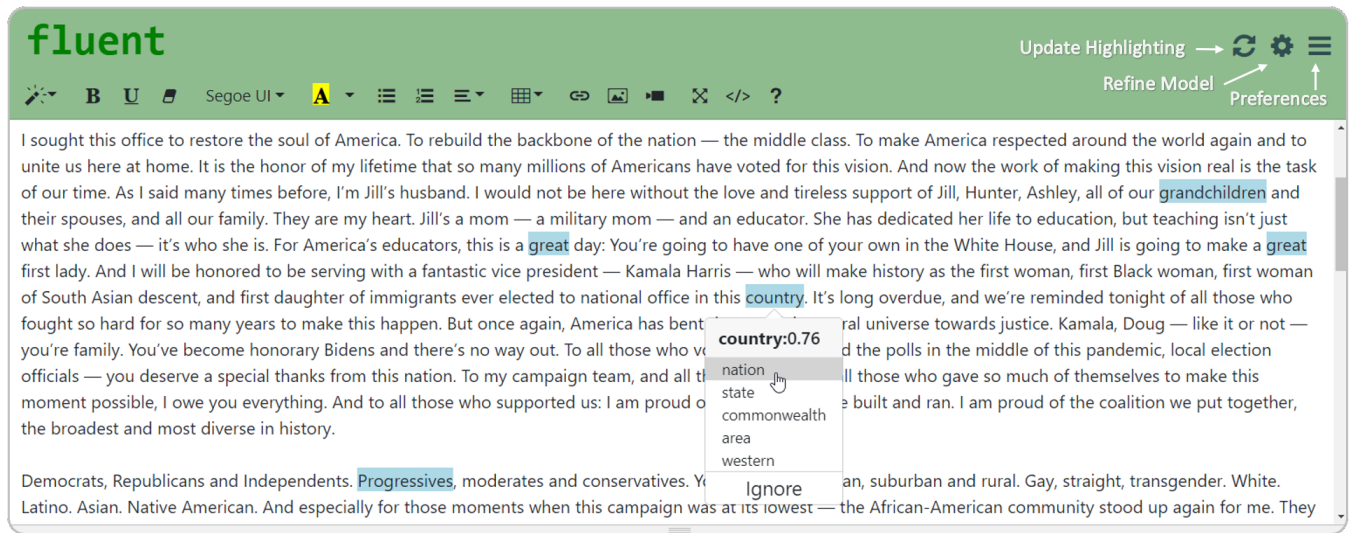 fluent
Update Highlighting
Refine Model
Preferences
B U Segoe UI A </> ?
I sought this office to restore the soul of America. To rebuild the backbone of the nation — the middle class. To make America respected around the world again and to
unite us here at home. It is the honor of my lifetime that so many millions of Americans have voted for this vision. And now the work of making this vision real is the task
of our time. As I said many times before, I'm Jill's husband. I would not be here without the love and tireless support of Jill, Hunter, Ashley, all of our grandchildren and
their spouses, and all our family. They are my heart. Jill's a mom — a military mom — and an educator. She has dedicated her life to education, but teaching isn't just
what she does — it's who she is. For America's educators, this is a great day: You're going to have one of your own in the White House, and Jill is going to make a great
first lady. And I will be honored to be serving with a fantastic vice president — Kamala Harris — who will make history as the first woman, first Black woman, first woman
of South Asian descent, and first daughter of immigrants ever elected to national office in this country. It's long overdue, and we're reminded tonight of all those who
fought so hard for so many years to make this happen. But once again, America has bent universe towards justice. Kamala, Doug — like it or not —
you're family. You've become honorary Bidens and there's no way out. To all those who the polls in the middle of this pandemic, local election
officials — you deserve a special thanks from this nation. To my campaign team, and all those who gave so much of themselves to make this
moment possible, I owe you everything. And to all those who supported us: I am proud built and ran. I am proud of the coalition we put together,
the broadest and most diverse in history.
country:0.76
nation
state
commonwealth
area
western
Ignore
Democrats, Republicans and Independents. Progressives, moderates and conservatives. suburban and rural. Gay, straight, transgender. White.
Latino. Asian. Native American. And especially for those moments when this campaign was at its lowest — the African-American community stood up again for me. They